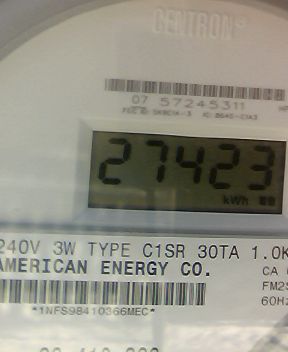 CENTRON®
07 57245311
27423
kWh
240V 3W TYPE C1SR 30TA 1.0K
AMERICAN ENERGY CO.
CA
FM2S
60Hz
*1NFS98410366MEC*